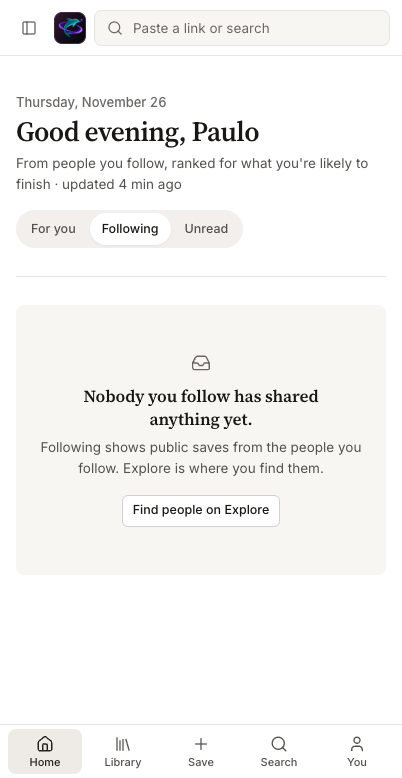 Paste a link or search
Thursday, November 26
Good evening, Paulo
From people you follow, ranked for what you're likely to
finish · updated 4 min ago
For you
Following
Unread
Nobody you follow has shared
anything yet.
Following shows public saves from the people you
follow. Explore is where you find them.
Find people on Explore
Home
Library
Save
Search
You